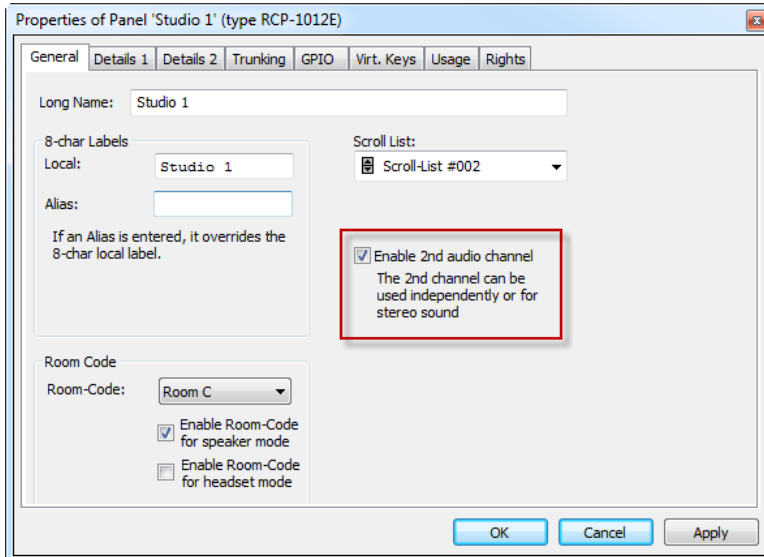 Properties of Panel 'Studio 1' (type RCP-1012E)
General Details 1 Details 2 Trunking GPIO Virt. Keys Usage Rights
Long Name: Studio 1
8-char Labels
Local: Studio 1
Alias:
If an Alias is entered, it overrides the
8-char local label.
Scroll List:
Scroll-List #002
Enable 2nd audio channel
The 2nd channel can be
used independently or for
stereo sound
Room Code
Room-Code: Room C
Enable Room-Code
for speaker mode
Enable Room-Code
for headset mode
OK Cancel Apply